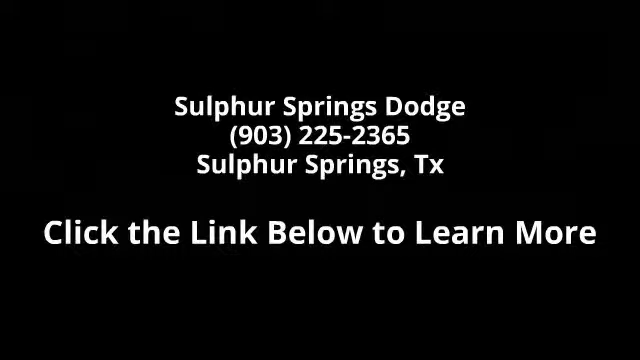 Sulphur Springs Dodge
(903) 225-2365
Sulphur Springs, Tx
Click the Link Below to Learn More